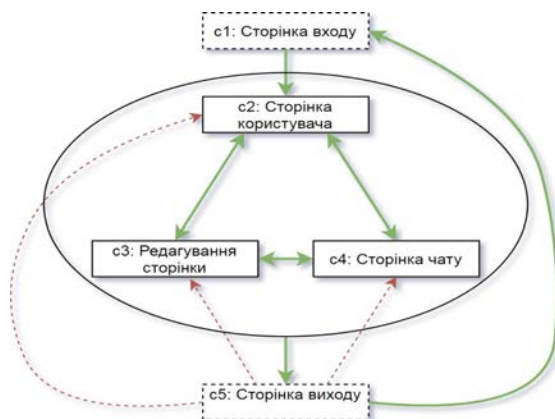 c1: Сторінка входу
c2: Сторінка
користувача
c3: Редагування
сторінки
c4: Сторінка чату
c5: Сторінка виходу